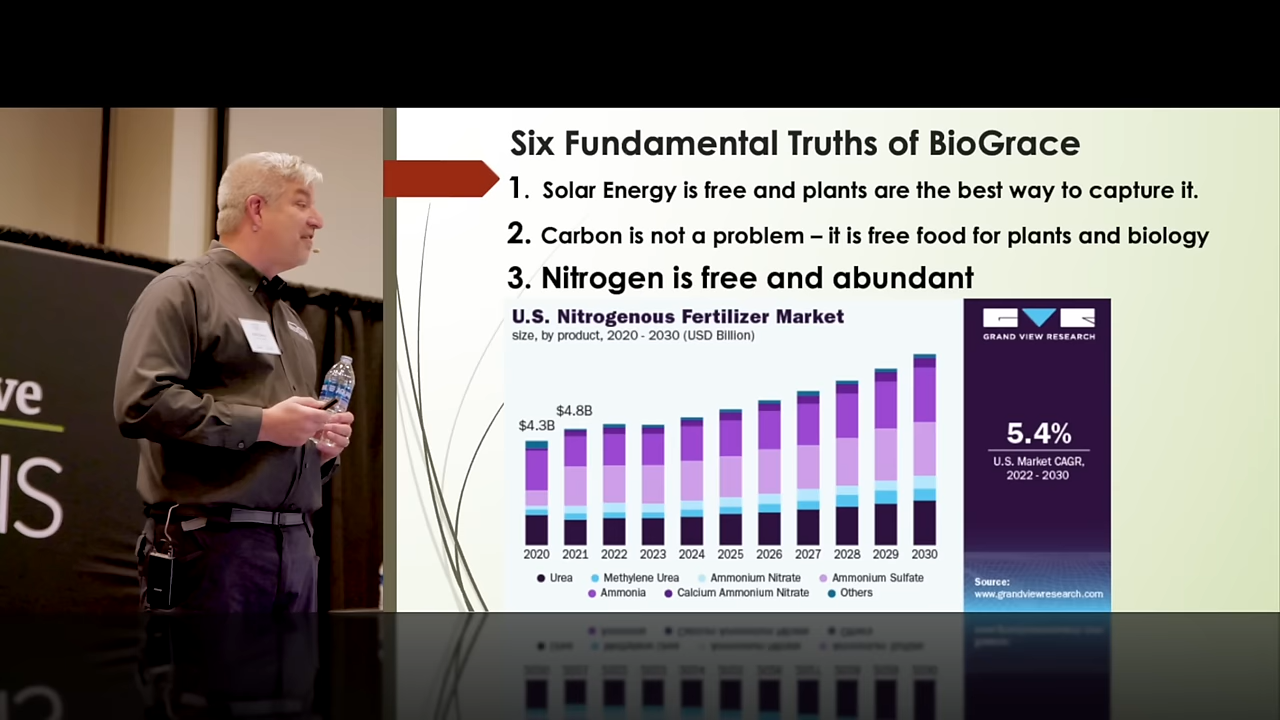 ve
IS
Six Fundamental Truths of BioGrace
1. Solar Energy is free and plants are the best way to capture it.
2. Carbon is not a problem – it is free food for plants and biology
3. Nitrogen is free and abundant
U.S. Nitrogenous Fertilizer Market
size, by product, 2020 - 2030 (USD Billion)
$4.3B
$4.8B
2020 2021 2022 2023 2024 2025 2026 2027 2028 2029 2030
Urea Methylene Urea Ammonium Nitrate Ammonium Sulfate
Ammonia Calcium Ammonium Nitrate Others
GRAND VIEW RESEARCH
5.4%
U.S. Market CAGR,
2022 - 2030
Source:
www.grandviewresearch.com